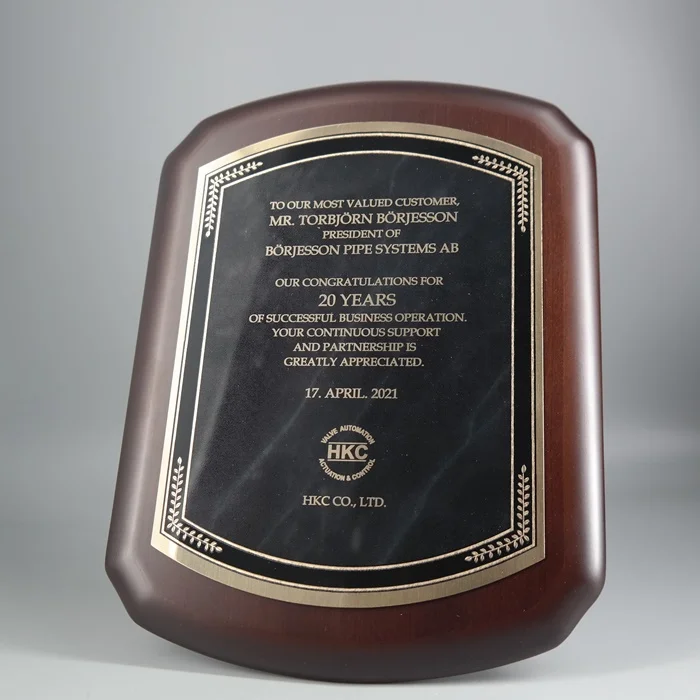 TO OUR MOST VALUED CUSTOMER,
MR. TORBJÖRN BÖRJESSON
PRESIDENT OF
BÖRJESSON PIPE SYSTEMS AB
OUR CONGRATULATIONS FOR
20 YEARS
OF SUCCESSFUL BUSINESS OPERATION.
YOUR CONTINUOUS SUPPORT
AND PARTNERSHIP IS
GREATLY APPRECIATED.
17. APRIL. 2021
VALVE AUTOMATION
HKC
ACTUATION & CONTROL
HKC CO., LTD.